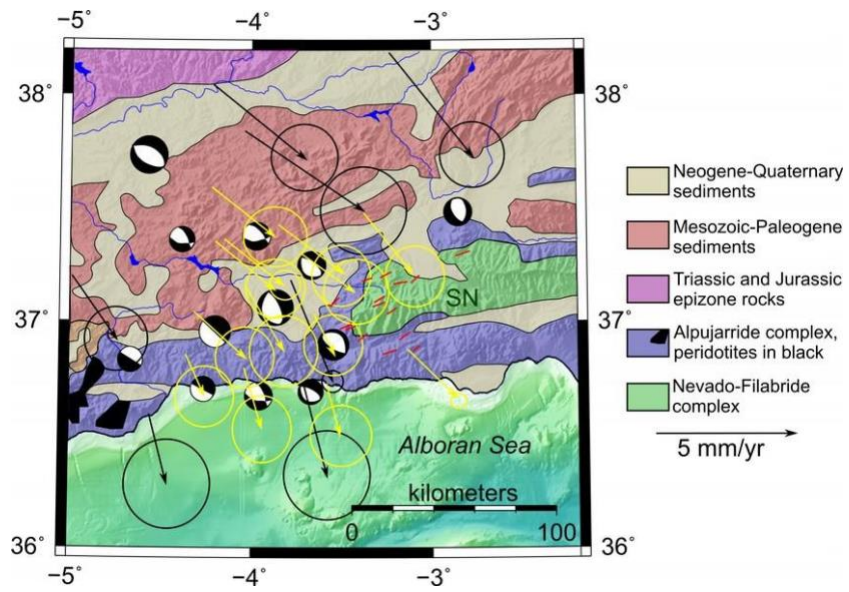 −5°
−4°
−3°
38°
38°
Neogene-Quaternary
sediments
Mesozoic-Paleogene
sediments
Triassic and Jurassic
epizone rocks
SN
37°
37°
Alpujarride complex,
peridotites in black
Nevado-Filabride
complex
5 mm/yr
Alboran Sea
kilometers
0
100
36°
36°
−5°
−4°
−3°